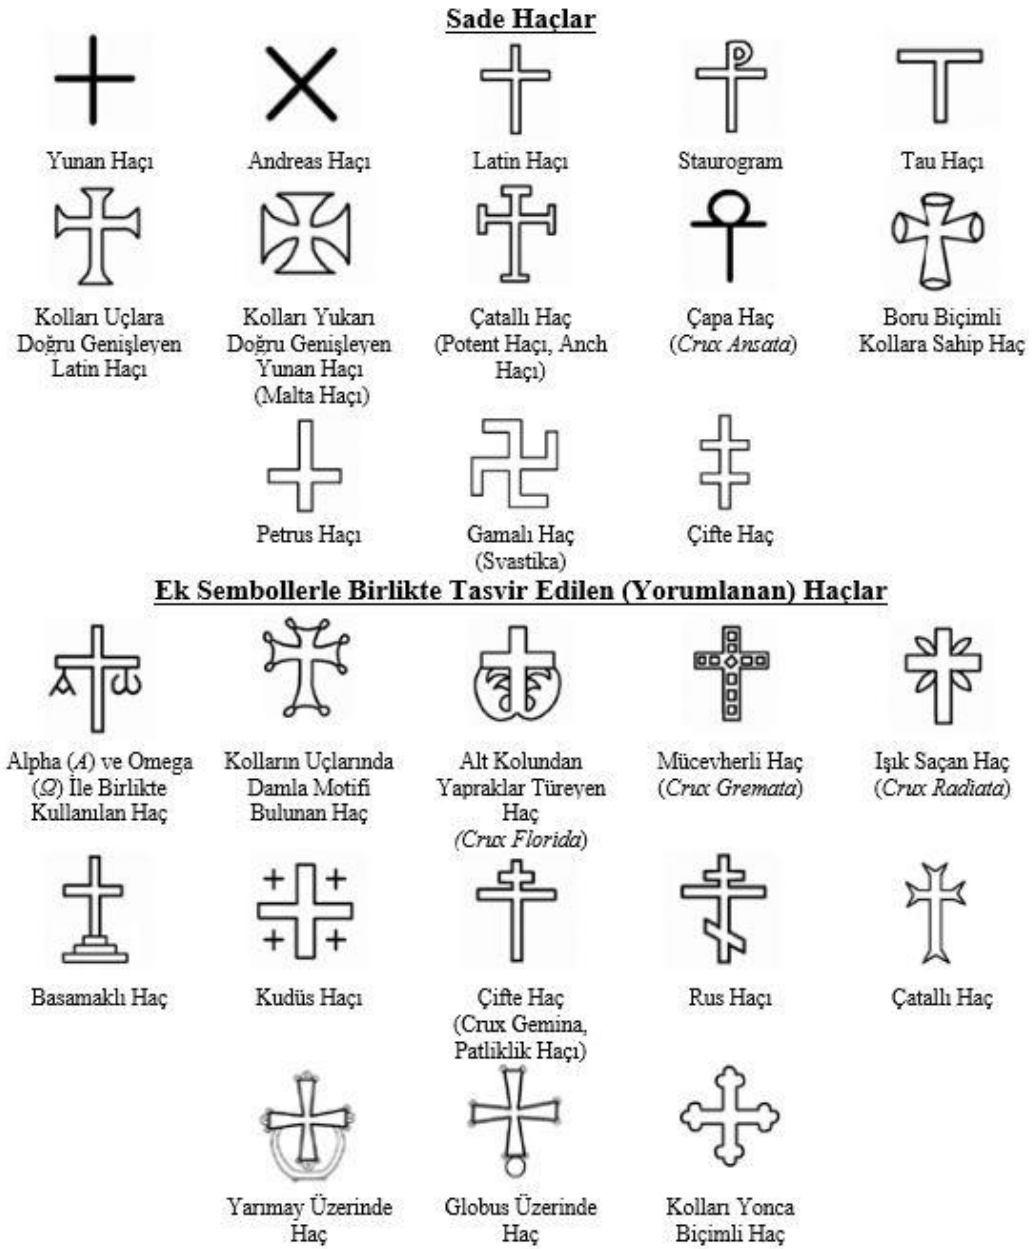 Sade Haçlar
Yunan Haçı
Andreas Haçı
Latin Haçı
Staurogram
Tau Haçı
Kolları Uçlara
Doğru Genişleyen
Latin Haçı
Kolları Yukarı
Doğru Genişleyen
Yunan Haçı
(Malta Haçı)
Çatallı Haç
(Potent Haçı, Anch
Haçı)
Çapa Haç
(Crux Ansata)
Boru Biçimli
Kollara Sahip Haç
Petrus Haçı
Gamalı Haç
(Svastika)
Çifte Haç
Ek Sembollerle Birlikte Tasvir Edilen (Yorumlanan) Haçlar
Alpha (A) ve Omega
(Ω) İle Birlikte
Kullanılan Haç
Kolların Uçlarında
Damla Motifi
Bulunan Haç
Alt Kolundan
Yapraklar Türeyen
Haç
(Crux Florida)
Mücevherli Haç
(Crux Gremata)
Işık Saçan Haç
(Crux Radiata)
Basamaklı Haç
Kudüs Haçı
Çifte Haç
(Crux Gemina,
Patliklik Haçı)
Rus Haçı
Çatallı Haç
Yarımay Üzerinde
Haç
Globus Üzerinde
Haç
Kolları Yonca
Biçimli Haç